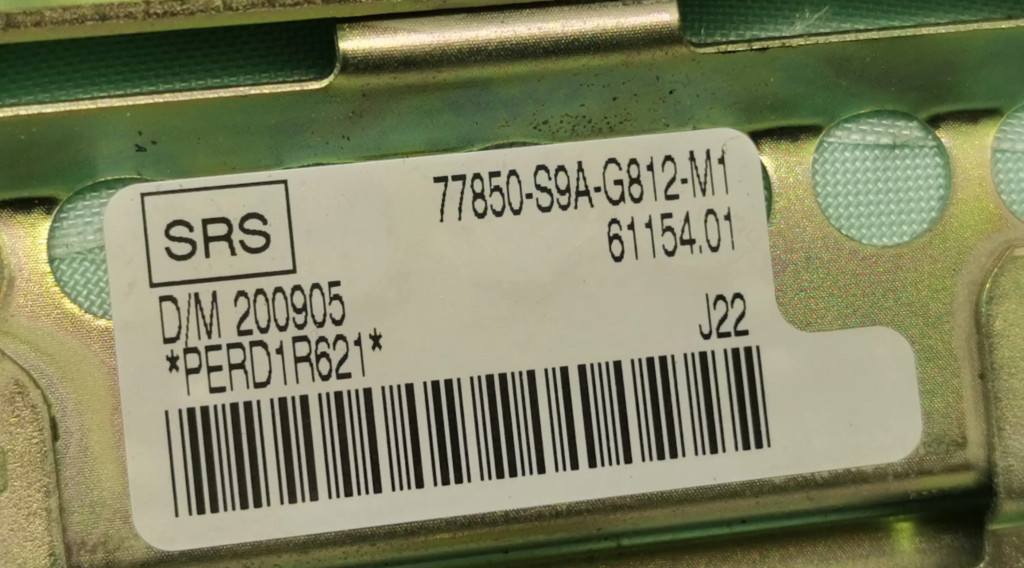 SRS
77850-S9A-G812-M1
61154.01
D/M 200905
J22
*PERD1R621*